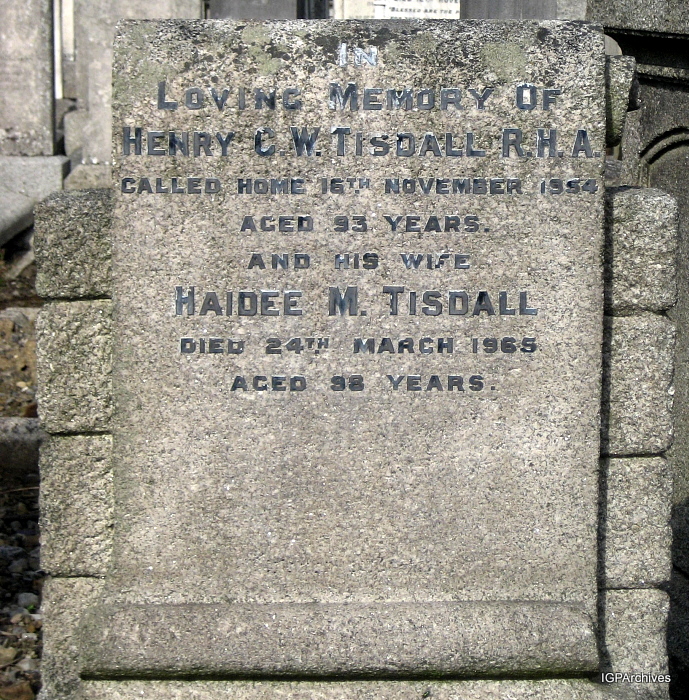 IN
LOVING MEMORY OF
HENRY C. W. TISDALL R.H.A.
CALLED HOME 16TH NOVEMBER 1954
AGED 93 YEARS.
AND HIS WIFE
HAIDEE M. TISDALL
DIED 24TH MARCH 1965
AGED 98 YEARS.
IGPArchives